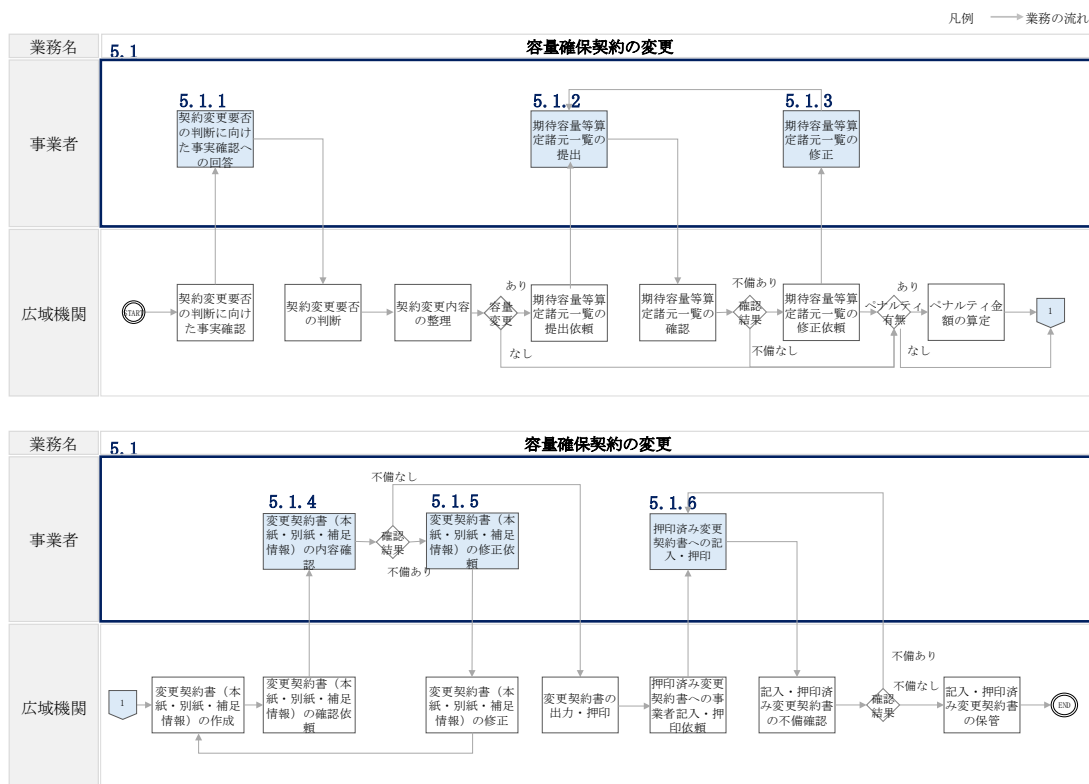 凡例
業務の流れ
業務名
5.1
容量確保契約の変更
事業者
5.1.1
契約変更要否
の判断に向け
た事実確認へ
の回答
5.1.2
期待容量等算
定諸元一覧の
提出
5.1.3
期待容量等算
定諸元一覧の
修正
広域機関
START
契約変更要否
の判断に向け
た事実確認
契約変更要否
の判断
契約変更内容
の整理
容量
変更
あり
なし
期待容量等算
定諸元一覧の
提出依頼
期待容量等算
定諸元一覧の
確認
不備あり
確認
結果
不備なし
期待容量等算
定諸元一覧の
修正依頼
あり
ペナルティ
有無
なし
ペナルティ金
額の算定
1
業務名
5.1
容量確保契約の変更
事業者
5.1.4
変更契約書（本
紙・別紙・補足
情報）の内容確
認
不備なし
確認
結果
不備あり
5.1.5
変更契約書（本
紙・別紙・補足
情報）の修正依
頼
5.1.6
押印済み変更
契約書への記
入・押印
広域機関
1
変更契約書（本
紙・別紙・補足
情報）の作成
変更契約書（本
紙・別紙・補足
情報）の確認依
頼
変更契約書（本
紙・別紙・補足
情報）の修正
変更契約書の
出力・押印
押印済み変更
契約書への事
業者記入・押
印依頼
記入・押印済
み変更契約書
の不備確認
不備あり
確認
結果
不備なし
記入・押印済
み変更契約書
の保管
END